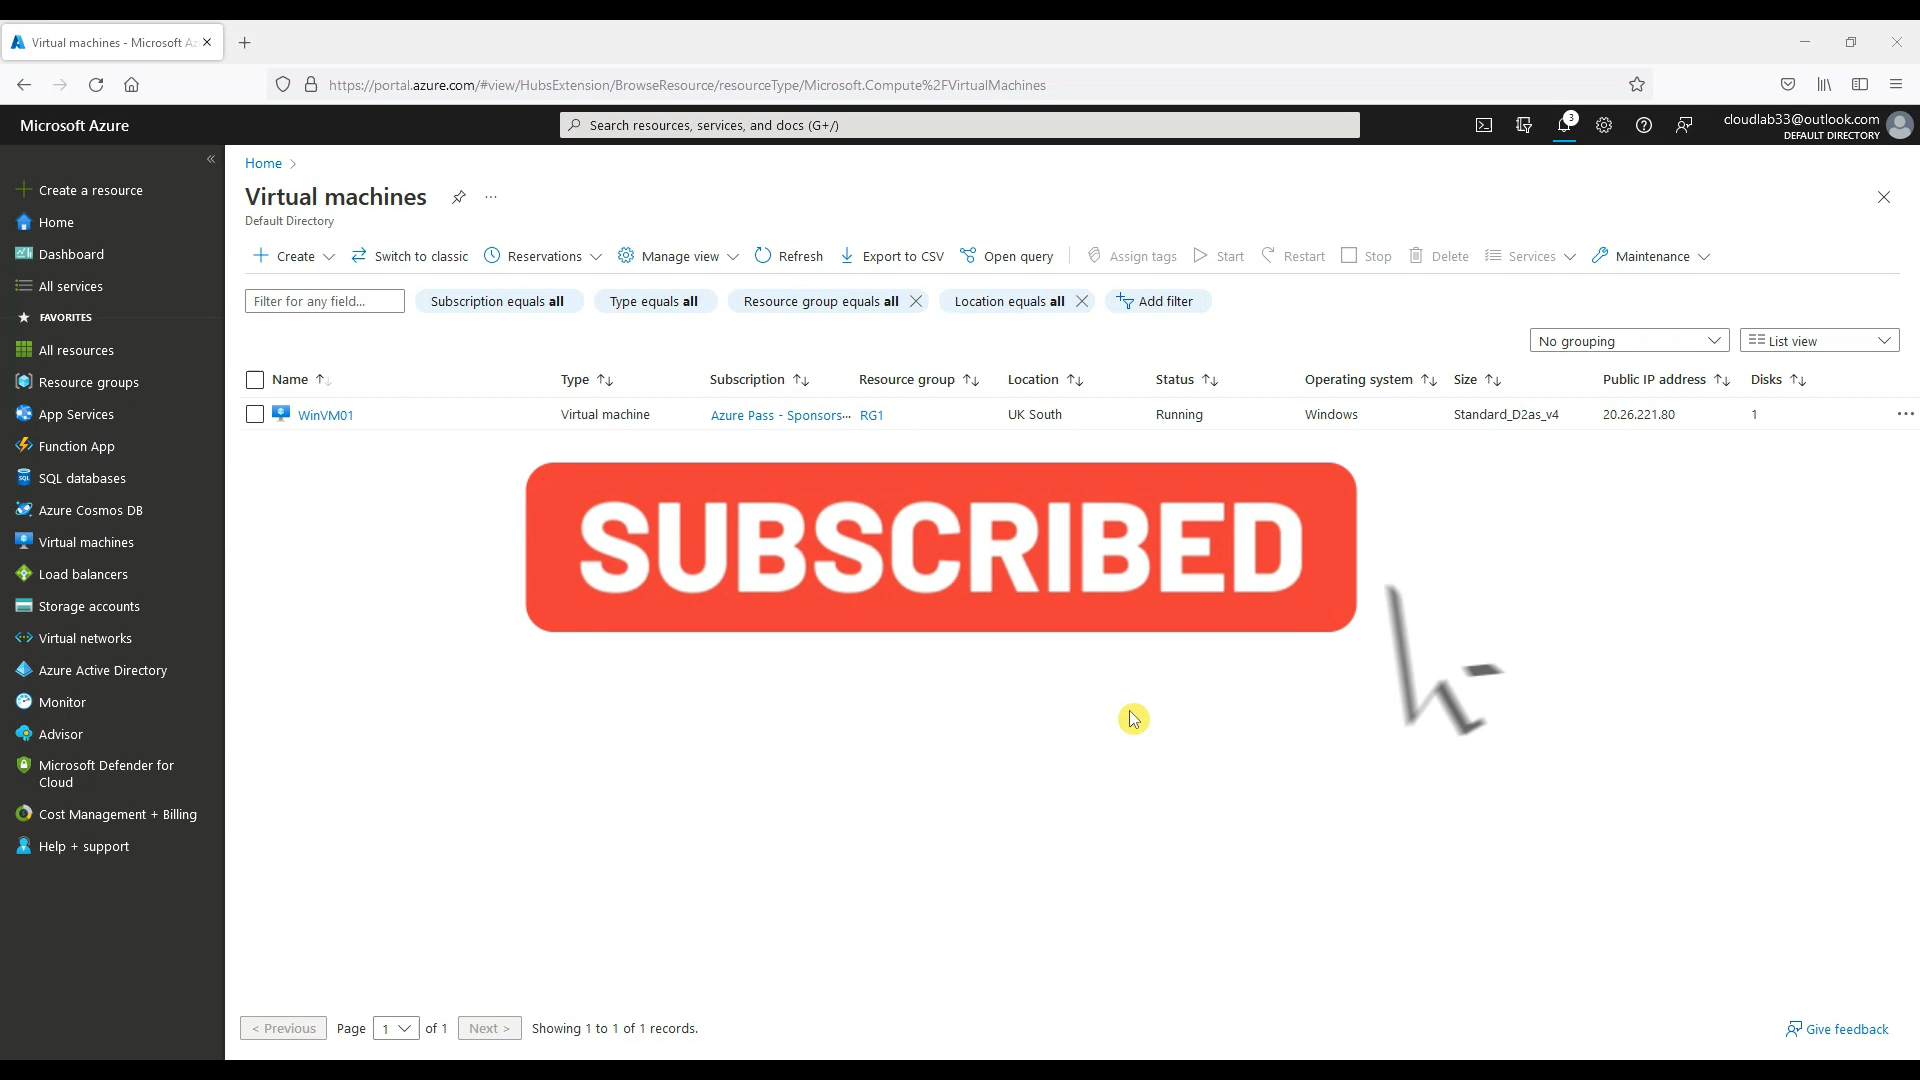 Virtual machines - Microsoft Az
https://portal.azure.com/#view/HubsExtension/BrowseResource/resourceType/Microsoft.Compute%2FVirtualMachines
Microsoft Azure
Search resources, services, and docs (G+/)
3
cloudlab33@outlook.com
DEFAULT DIRECTORY
Create a resource
Home
Dashboard
All services
FAVORITES
All resources
Resource groups
App Services
Function App
SQL databases
Azure Cosmos DB
Virtual machines
Load balancers
Storage accounts
Virtual networks
Azure Active Directory
Monitor
Advisor
Microsoft Defender for
Cloud
Cost Management + Billing
Help + support
Home >
Virtual machines ...
Default Directory
Create Switch to classic Reservations Manage view Refresh Export to CSV Open query Assign tags Start Restart Stop Delete Services Maintenance
Filter for any field... Subscription equals all Type equals all Resource group equals all Location equals all Add filter
No grouping List view
Name Type Subscription Resource group Location Status Operating system Size Public IP address Disks
WinVM01 Virtual machine Azure Pass - Sponsors... RG1 UK South Running Windows Standard_D2as_v4 20.26.221.80 1 ...
SUBSCRIBED
< Previous Page 1 of 1 Next > Showing 1 to 1 of 1 records.
Give feedback